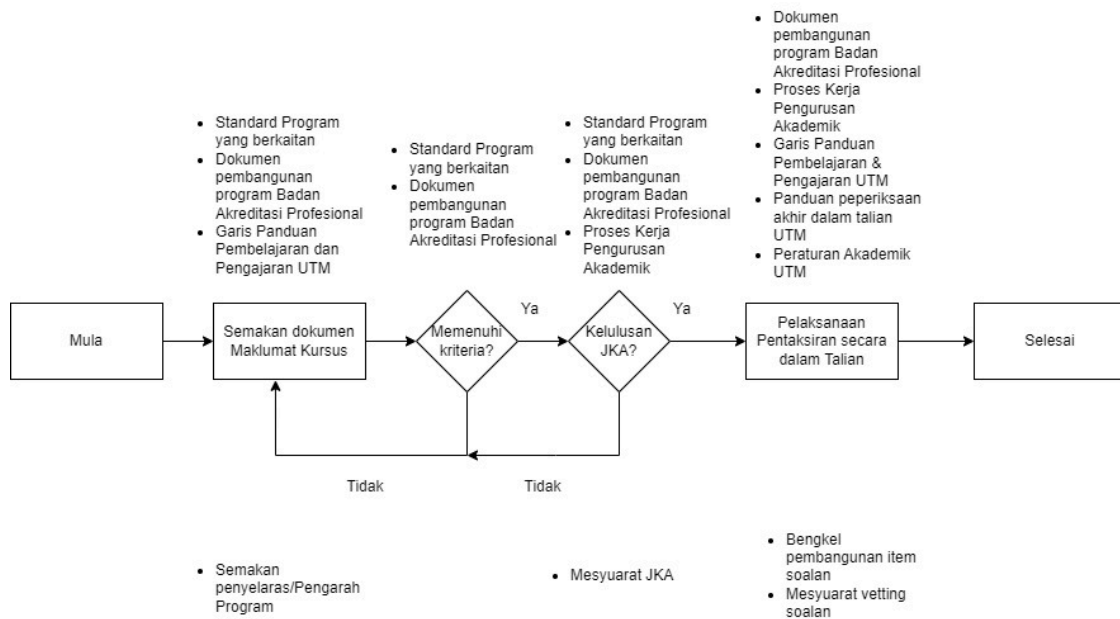 • Standard Program
yang berkaitan
• Dokumen
pembangunan
program Badan
Akreditasi Profesional
• Garis Panduan
Pembelajaran dan
Pengajaran UTM
• Standard Program
yang berkaitan
• Dokumen
pembangunan
program Badan
Akreditasi Profesional
• Standard Program
yang berkaitan
• Dokumen
pembangunan
program Badan
Akreditasi Profesional
• Proses Kerja
Pengurusan
Akademik
• Dokumen
pembangunan
program Badan
Akreditasi Profesional
• Proses Kerja
Pengurusan
Akademik
• Garis Panduan
Pembelajaran &
Pengajaran UTM
• Panduan peperiksaan
akhir dalam talian
UTM
• Peraturan Akademik
UTM
Mula
Semakan dokumen
Maklumat Kursus
Memenuhi
kriteria?
Ya
Kelulusan
JKA?
Ya
Pelaksanaan
Pentaksiran secara
dalam Talian
Selesai
Tidak
Tidak
• Semakan
penyelaras/Pengarah
Program
• Mesyuarat JKA
• Bengkel
pembangunan item
soalan
• Mesyuarat vetting
soalan